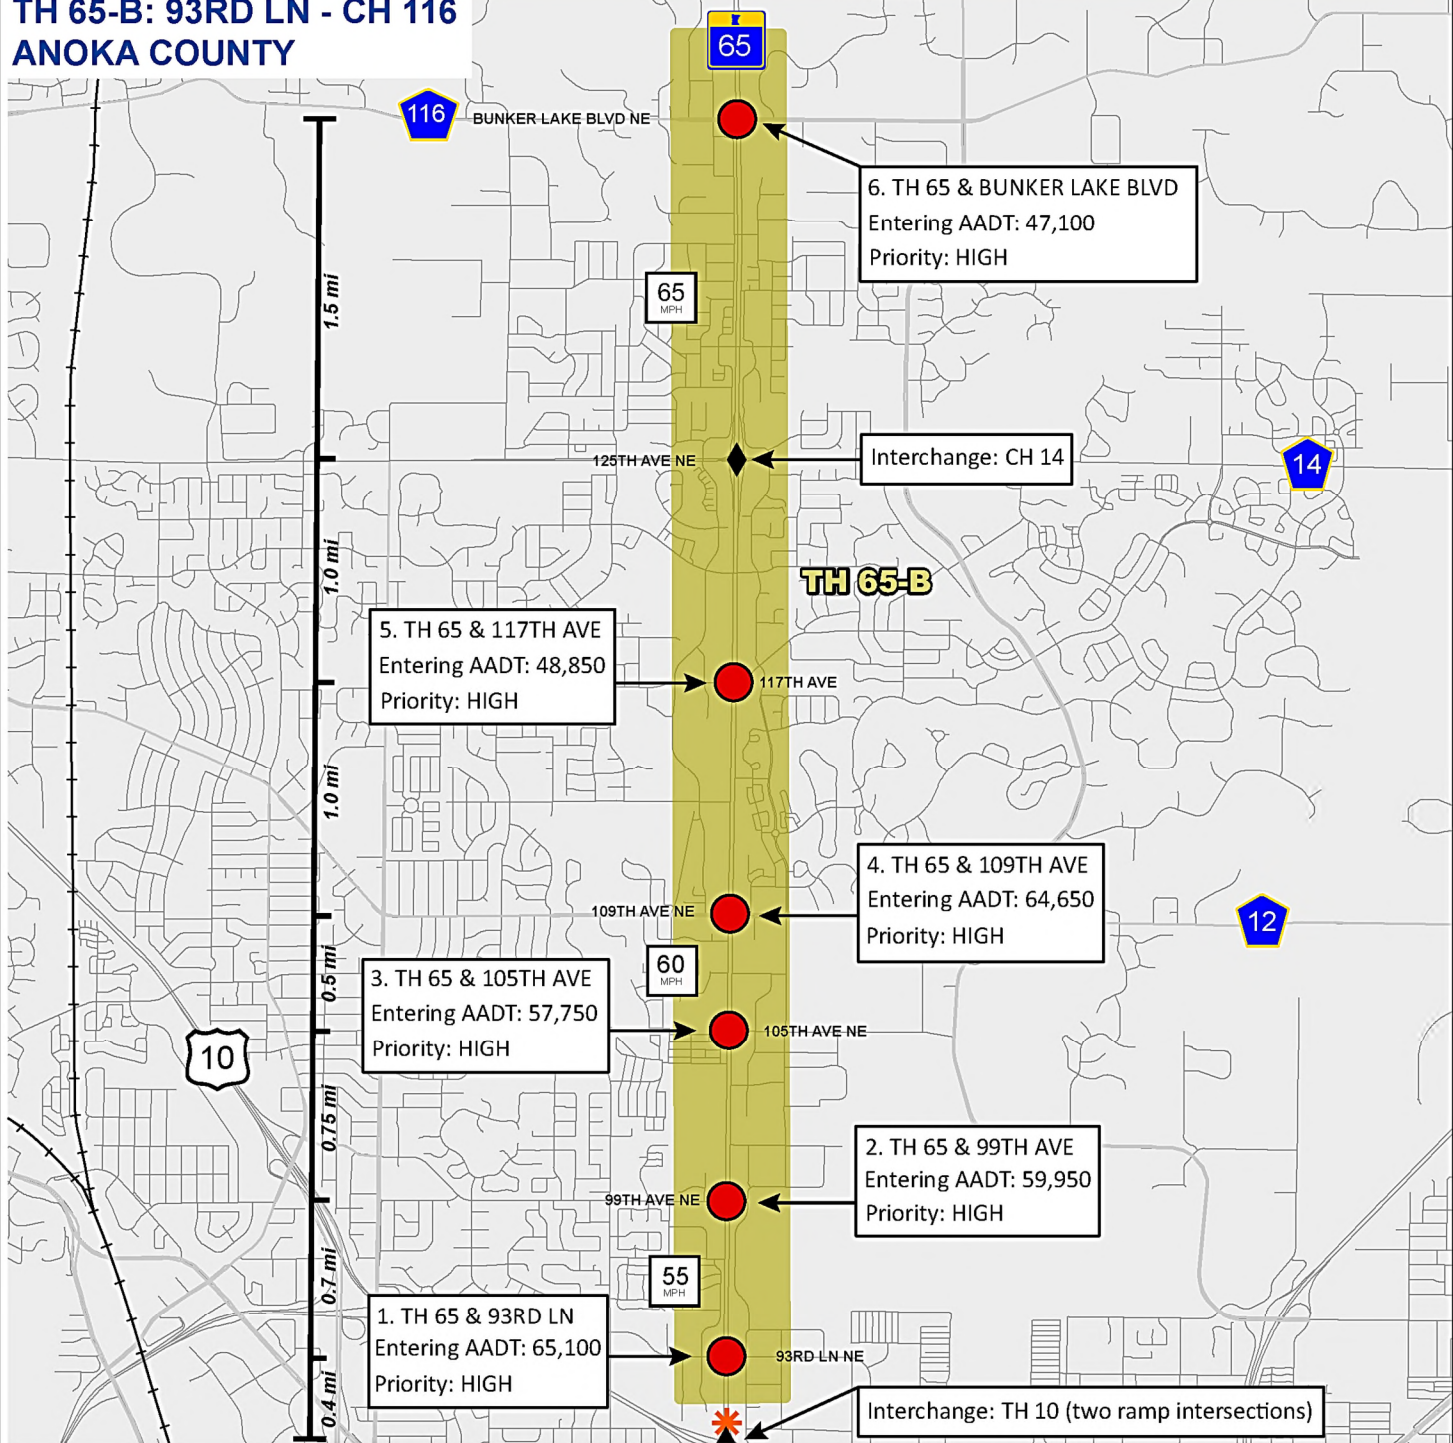 TH 65-B: 93RD LN - CH 116
ANOKA COUNTY
65
116
BUNKER LAKE BLVD NE
6. TH 65 & BUNKER LAKE BLVD
Entering AADT: 47,100
Priority: HIGH
1.5 mi
65
MPH
125TH AVE NE
Interchange: CH 14
14
1.0 mi
TH 65-B
5. TH 65 & 117TH AVE
Entering AADT: 48,850
Priority: HIGH
117TH AVE
1.0 mi
4. TH 65 & 109TH AVE
Entering AADT: 64,650
Priority: HIGH
109TH AVE NE
12
60
MPH
0.5 mi
3. TH 65 & 105TH AVE
Entering AADT: 57,750
Priority: HIGH
105TH AVE NE
10
0.75 mi
2. TH 65 & 99TH AVE
Entering AADT: 59,950
Priority: HIGH
99TH AVE NE
55
MPH
0.7 mi
1. TH 65 & 93RD LN
Entering AADT: 65,100
Priority: HIGH
93RD LN NE
0.4 mi
Interchange: TH 10 (two ramp intersections)